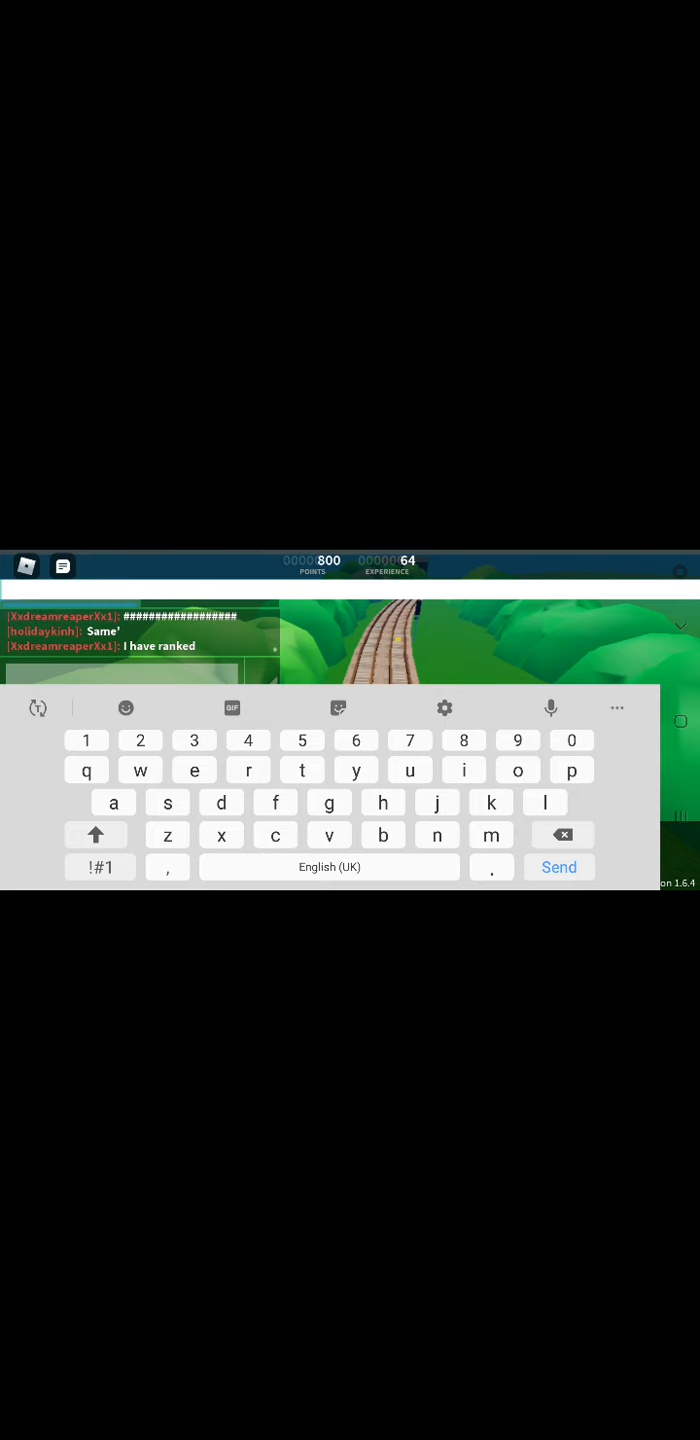 0000800 0000064
POINTS EXPERIENCE
[XxdreamreaperXx1]: ##################
[holidaykinh]: Same'
[XxdreamreaperXx1]: I have ranked
GIF
1 2 3 4 5 6 7 8 9 0
q w e r t y u i o p
a s d f g h j k l
z x c v b n m
!#1 , English (UK) . Send
on 1.6.4